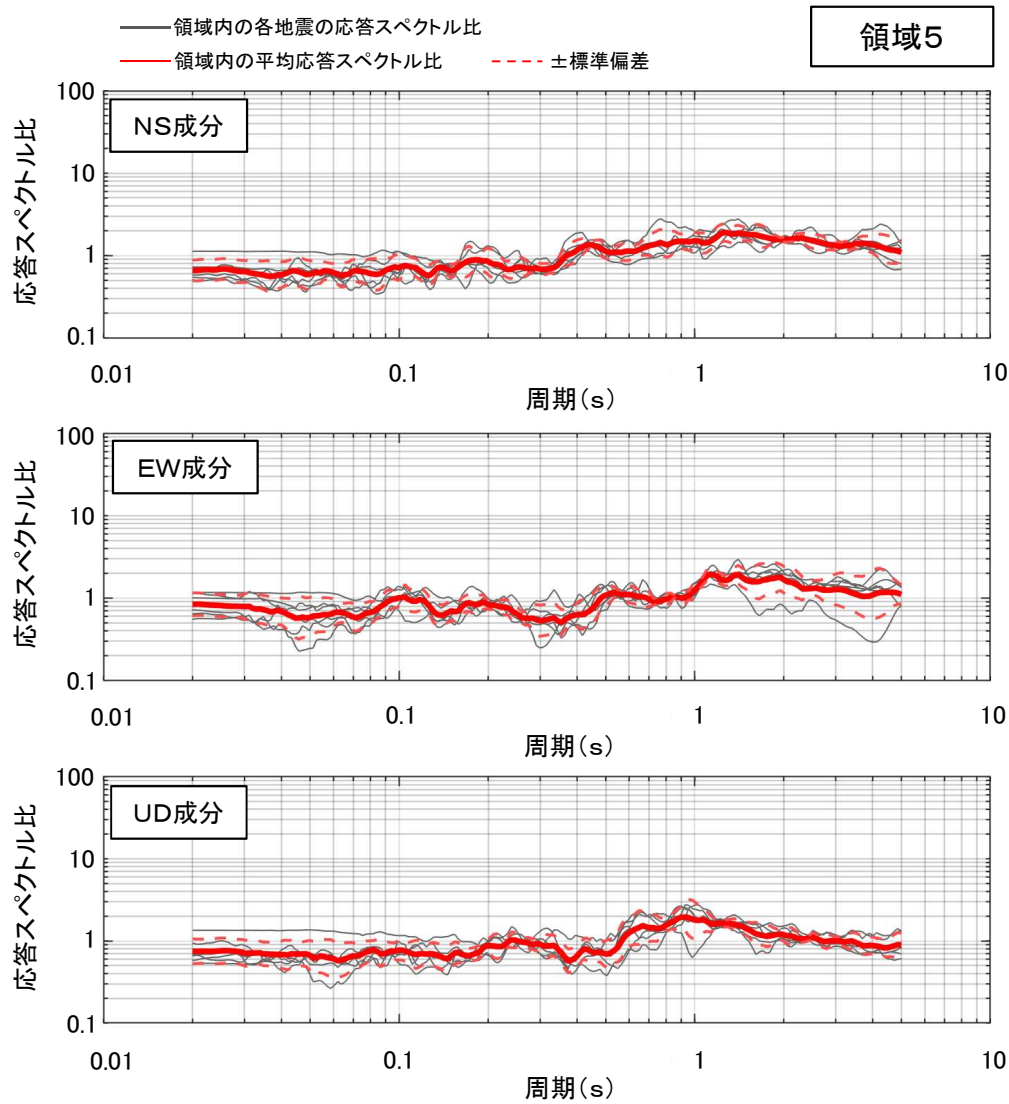 領域内の各地震の応答スペクトル比
領域5
領域内の平均応答スペクトル比 ±標準偏差
NS成分
応答スペクトル比
100
10
1
0.1
0.01 0.1 1 10
周期(s)
EW成分
応答スペクトル比
100
10
1
0.1
0.01 0.1 1 10
周期(s)
UD成分
応答スペクトル比
100
10
1
0.1
0.01 0.1 1 10
周期(s)